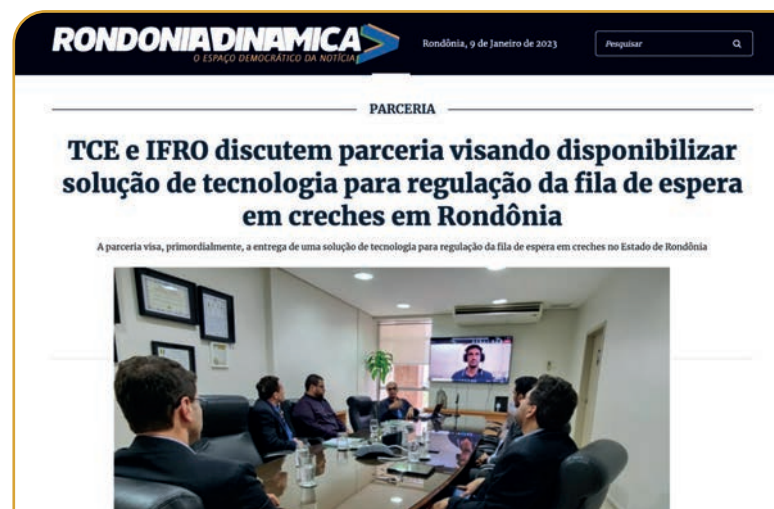 RONDONIADINAMICA
O ESPAÇO DEMOCRÁTICO DA NOTÍCIA
Rondônia, 9 de Janeiro de 2023
Pesquisar
PARCERIA
TCE e IFRO discutem parceria visando disponibilizar
solução de tecnologia para regulação da fila de espera
em creches em Rondônia
A parceria visa, primordialmente, a entrega de uma solução de tecnologia para regulação da fila de espera em creches no Estado de Rondônia